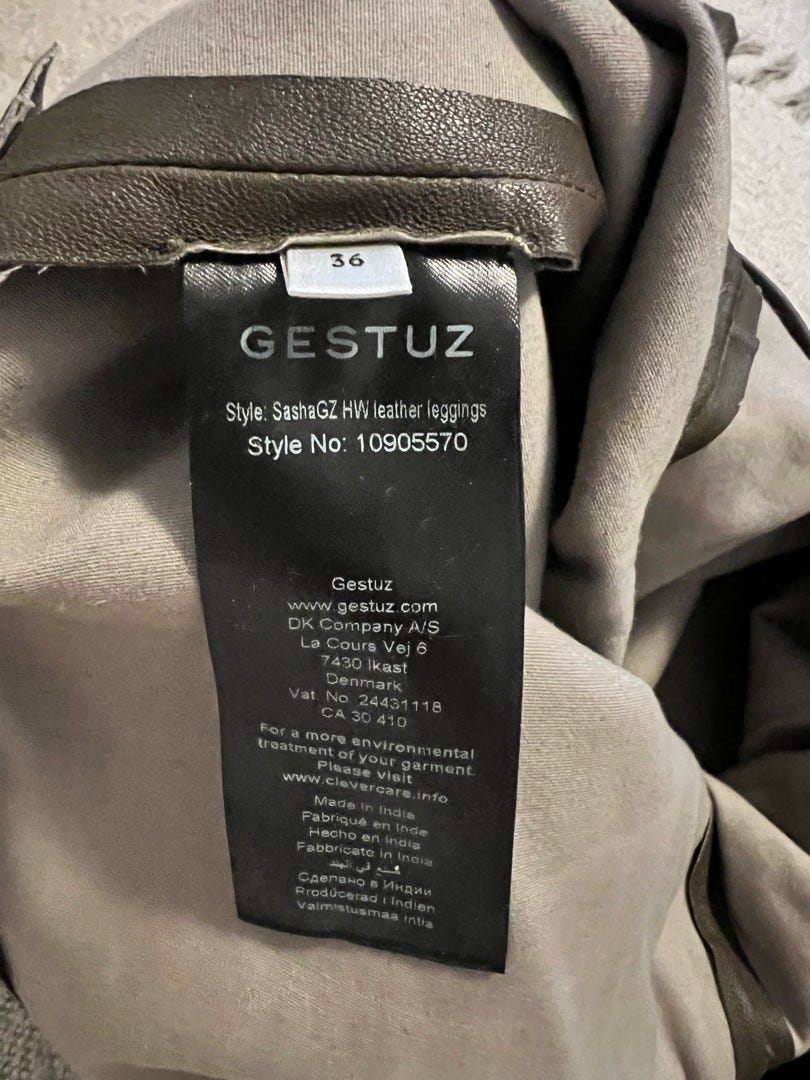 36
GESTUZ
Style: SashaGZ HW leather leggings
Style No: 10905570
Gestuz
www.gestuz.com
DK Company A/S
La Cours Vej 6
7430 Ikast
Denmark
Vat. No. 24431118
CA 30 410
For a more environmental
treatment of your garment.
Please visit
www.clevercare.info
Made in India
Fabriqué en Inde
Hecho en India
Fabbricato in India
صنع في الهند
Сделано в Индии
Producerad i Indien
Valmistusmaa Intia